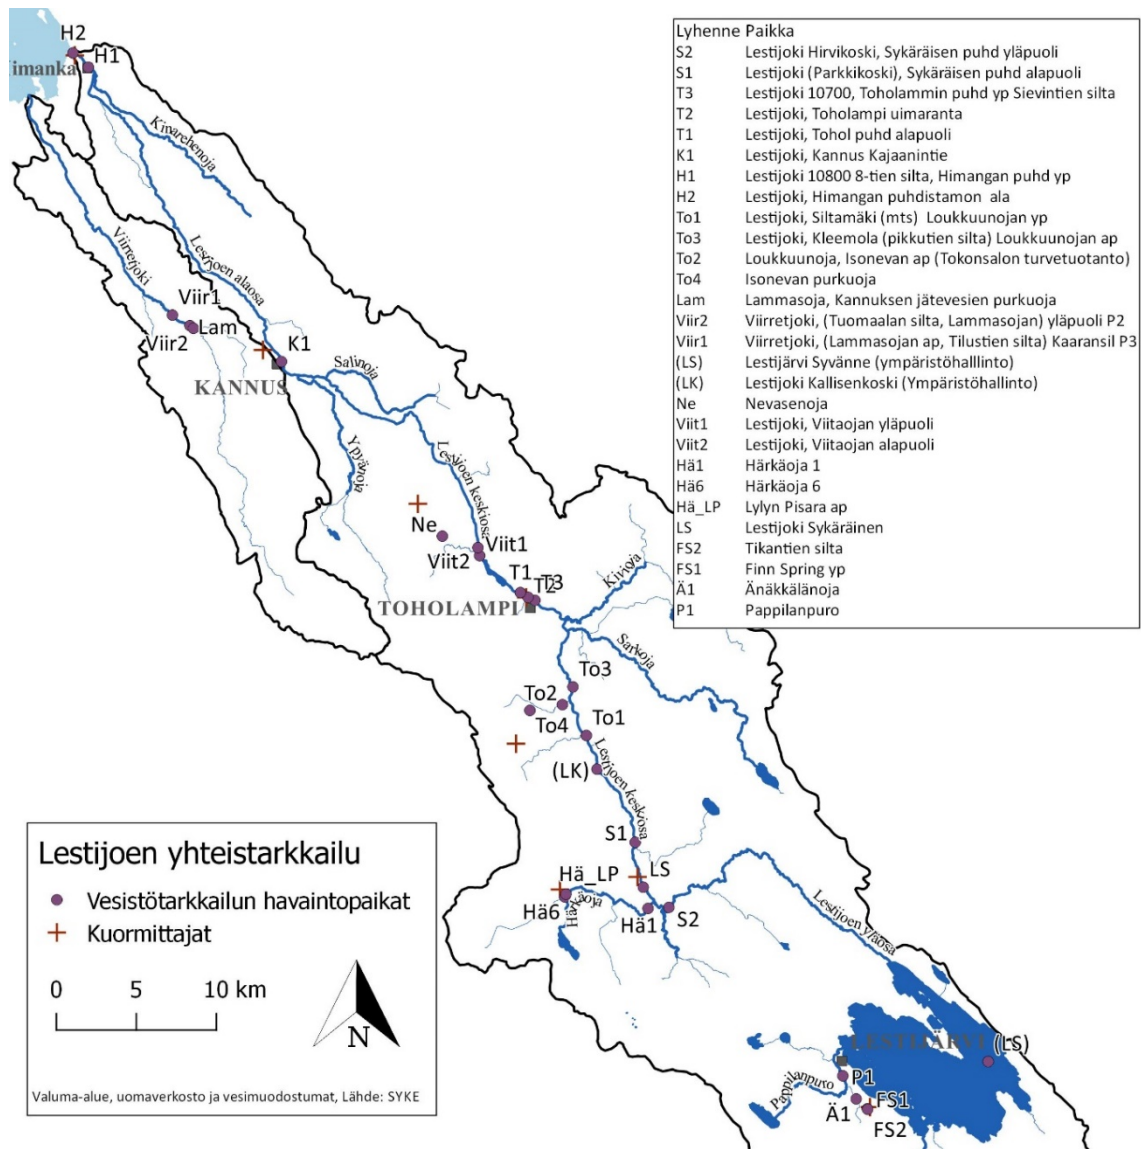 H2
H1
Himanka
Kivarehenoja
Viirretjoki
Lestijoen alaosa
Viir1
Lam
Viir2
K1
KANNUS
Salinoja
Ypyänoja
Lestijoen keskiosa
Ne
Viit1
Viit2
T1
T2
T3
TOHOLAMPI
Kirioja
Sarkoja
To3
To2
To4
To1
(LK)
Lestijoen keskiosa
S1
Hä_LP
LS
Hä6
Härkäoja
Hä1
S2
Lestijoen yläosa
LESTIJÄRVI
(LS)
P1
Pappilanpuro
Ä1
FS1
FS2
Lyhenne Paikka
S2 Lestijoki Hirvikoski, Sykäräisen puhd yläpuoli
S1 Lestijoki (Parkkikoski), Sykäräisen puhd alapuoli
T3 Lestijoki 10700, Toholammin puhd yp Sievintien silta
T2 Lestijoki, Toholampi uimaranta
T1 Lestijoki, Tohol puhd alapuoli
K1 Lestijoki, Kannus Kajaanintie
H1 Lestijoki 10800 8-tien silta, Himangan puhd yp
H2 Lestijoki, Himangan puhdistamon ala
To1 Lestijoki, Siltamäki (mts) Loukkuunojan yp
To3 Lestijoki, Kleemola (pikkutien silta) Loukkuunojan ap
To2 Loukkuunoja, Isonevan ap (Tokonsalon turvetuotanto)
To4 Isonevan purkuoja
Lam Lammasoja, Kannuksen jätevesien purkuoja
Viir2 Viirretjoki, (Tuomaalan silta, Lammasojan) yläpuoli P2
Viir1 Viirretjoki, (Lammasojan ap, Tilustien silta) Kaaransil P3
(LS) Lestijärvi Syvänne (ympäristöhalllinto)
(LK) Lestijoki Kallisenkoski (Ympäristöhallinto)
Ne Nevasenoja
Viit1 Lestijoki, Viitaojan yläpuoli
Viit2 Lestijoki, Viitaojan alapuoli
Hä1 Härkäoja 1
Hä6 Härkäoja 6
Hä_LP Lylyn Pisara ap
LS Lestijoki Sykäräinen
FS2 Tikantien silta
FS1 Finn Spring yp
Ä1 Änäkkälänoja
P1 Pappilanpuro
Lestijoen yhteistarkkailu
Vesistötarkkailun havaintopaikat
Kuormittajat
0 5 10 km
N
Valuma-alue, uomaverkosto ja vesimuodostumat, Lähde: SYKE